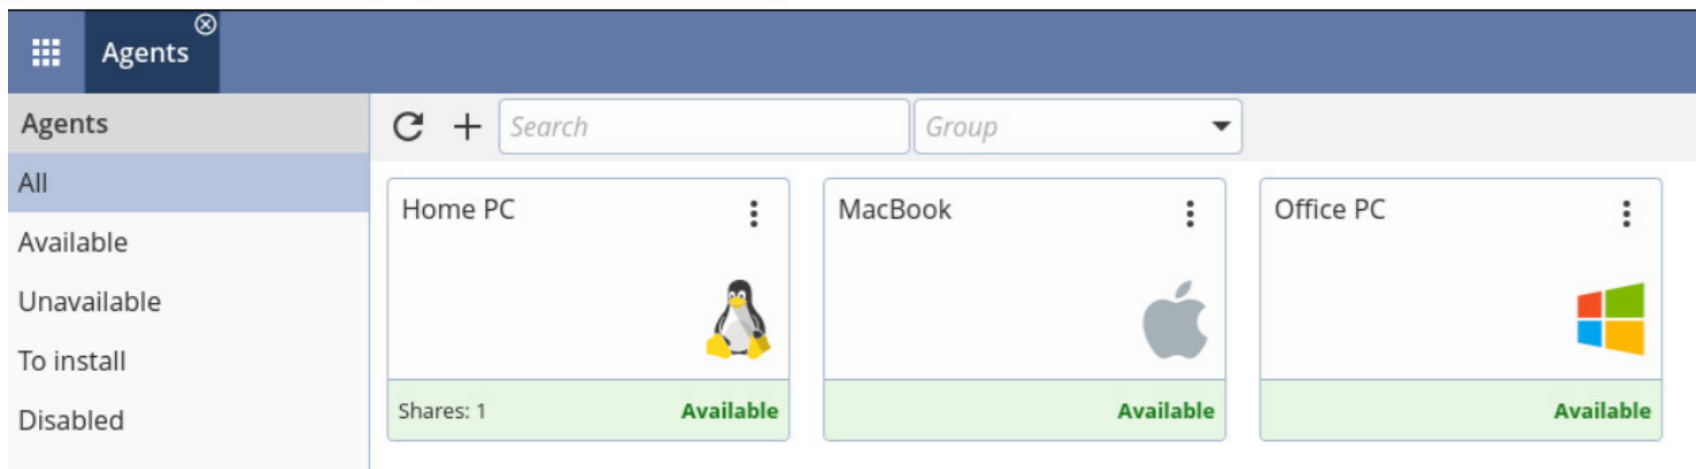 Agents
Agents
All
Available
Unavailable
To install
Disabled
Search
Group
Home PC
Shares: 1
Available
MacBook
Available
Office PC
Available